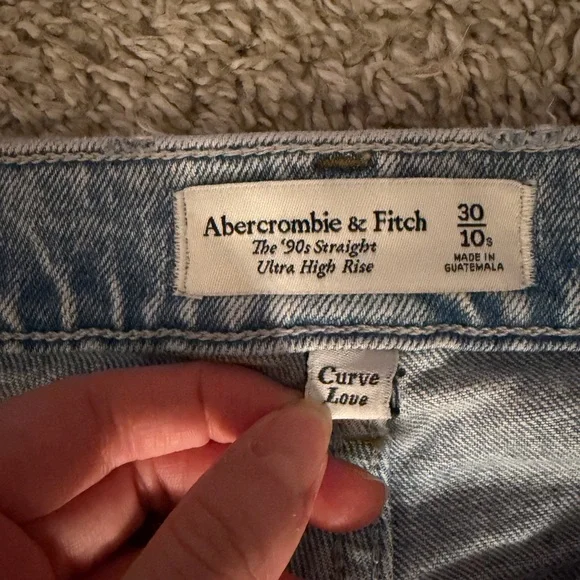 Abercrombie & Fitch
The '90s Straight
Ultra High Rise
30
10s
MADE IN
GUATEMALA
Curve
Love